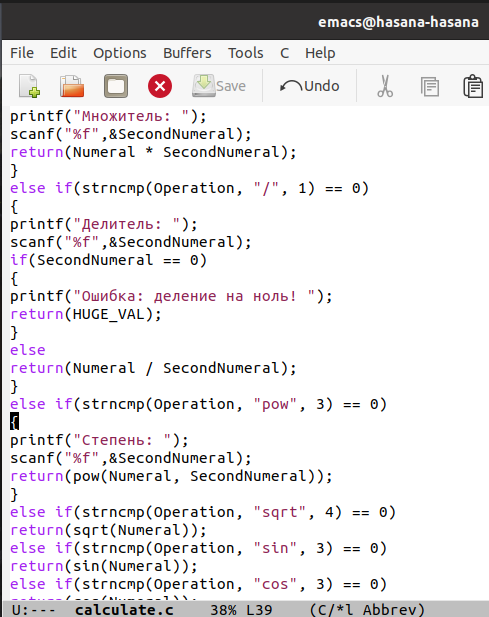 emacs@hasana-hasana
File Edit Options Buffers Tools C Help
Save Undo
printf("Множитель: ");
scanf("%f",&SecondNumeral);
return(Numeral * SecondNumeral);
}
else if(strncmp(Operation, "/", 1) == 0)
{
printf("Делитель: ");
scanf("%f",&SecondNumeral);
if(SecondNumeral == 0)
{
printf("Ошибка: деление на ноль! ");
return(HUGE_VAL);
}
else
return(Numeral / SecondNumeral);
}
else if(strncmp(Operation, "pow", 3) == 0)
{
printf("Степень: ");
scanf("%f",&SecondNumeral);
return(pow(Numeral, SecondNumeral));
}
else if(strncmp(Operation, "sqrt", 4) == 0)
return(sqrt(Numeral));
else if(strncmp(Operation, "sin", 3) == 0)
return(sin(Numeral));
else if(strncmp(Operation, "cos", 3) == 0)
return(cos(Numeral));
U:--- calculate.c 38% L39 (C/*l Abbrev)